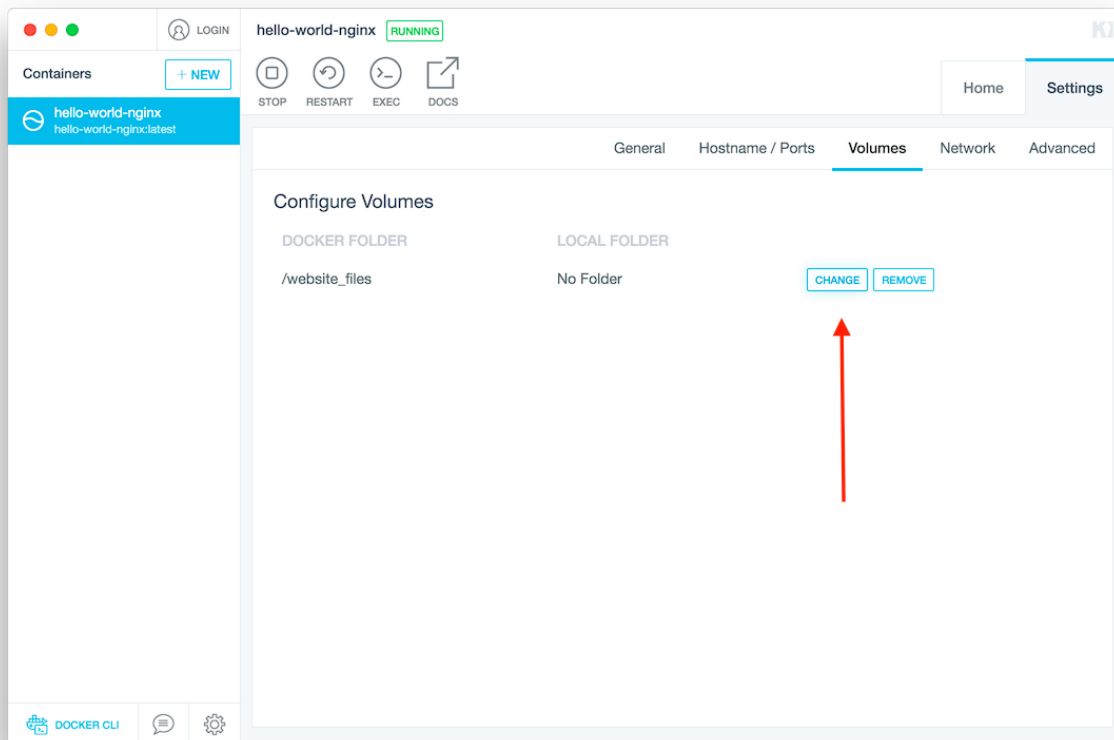 LOGIN
hello-world-nginx RUNNING
Containers
+ NEW
hello-world-nginx
hello-world-nginx:latest
STOP RESTART EXEC DOCS
Home Settings
General Hostname / Ports Volumes Network Advanced
Configure Volumes
DOCKER FOLDER LOCAL FOLDER
/website_files No Folder CHANGE REMOVE
DOCKER CLI